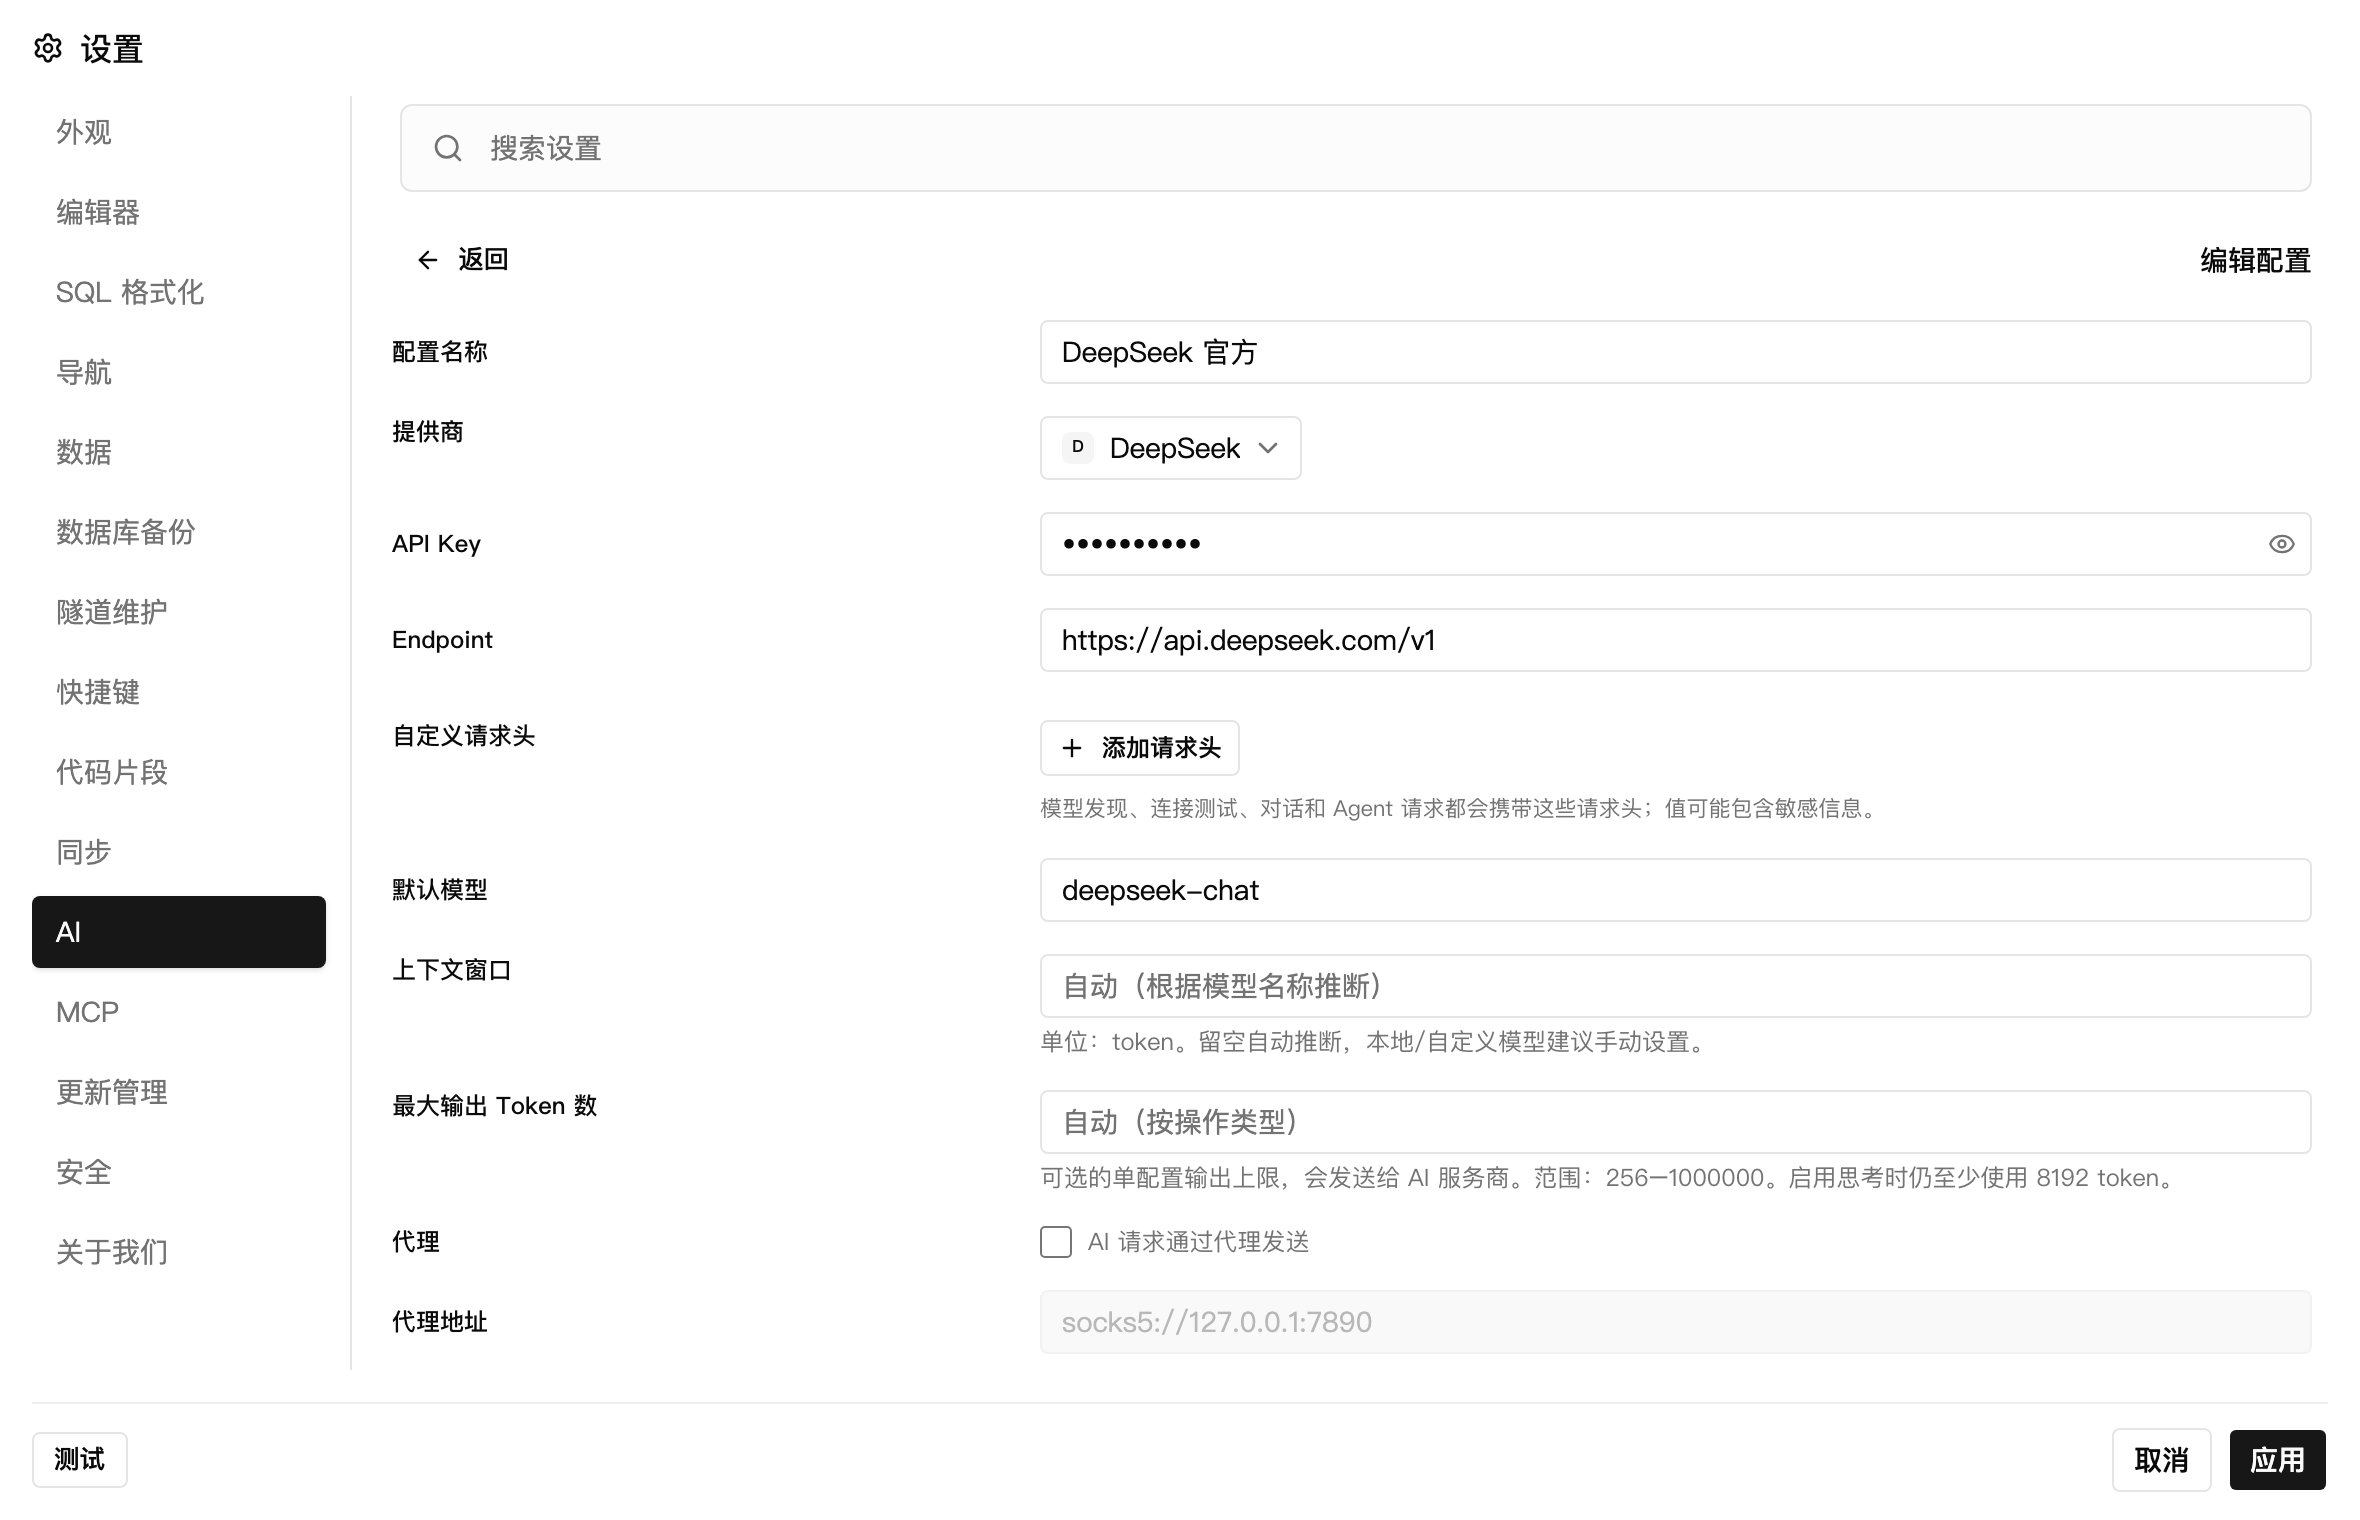 设置
外观
编辑器
SQL 格式化
导航
数据
数据库备份
隧道维护
快捷键
代码片段
同步
AI
MCP
更新管理
安全
关于我们
搜索设置
返回
编辑配置
配置名称
DeepSeek 官方
提供商
D DeepSeek
API Key
••••••••••
Endpoint
https://api.deepseek.com/v1
自定义请求头
添加请求头
模型发现、连接测试、对话和 Agent 请求都会携带这些请求头；值可能包含敏感信息。
默认模型
deepseek-chat
上下文窗口
自动（根据模型名称推断）
单位：token。留空自动推断，本地/自定义模型建议手动设置。
最大输出 Token 数
自动（按操作类型）
可选的单配置输出上限，会发送给 AI 服务商。范围：256—1000000。启用思考时仍至少使用 8192 token。
代理
AI 请求通过代理发送
代理地址
socks5://127.0.0.1:7890
测试
取消
应用